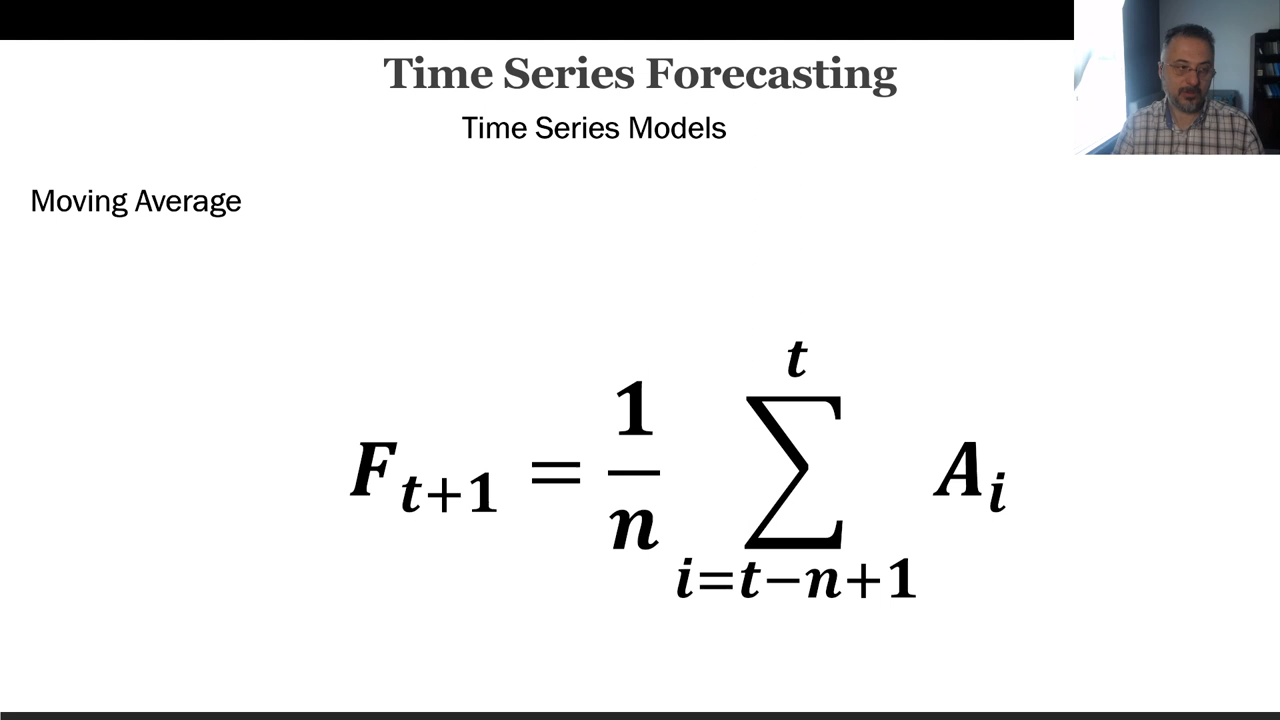 Time Series Forecasting
Time Series Models
Moving Average
F_{t+1} = \frac{1}{n} \sum_{i=t-n+1}^{t} A_i